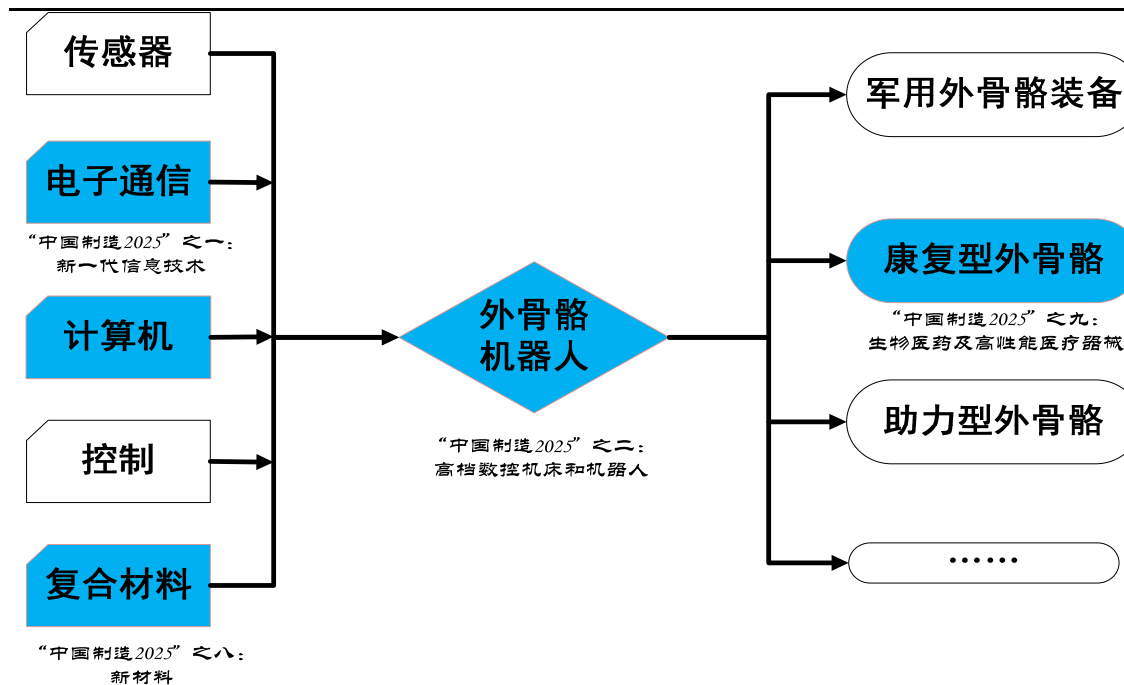 传感器
电子通信
“中国制造2025”之一：
新一代信息技术
计算机
控制
复合材料
“中国制造2025”之八：
新材料
外骨骼
机器人
“中国制造2025”之二：
高档数控机床和机器人
军用外骨骼装备
康复型外骨骼
“中国制造2025”之九：
生物医药及高性能医疗器械
助力型外骨骼
……